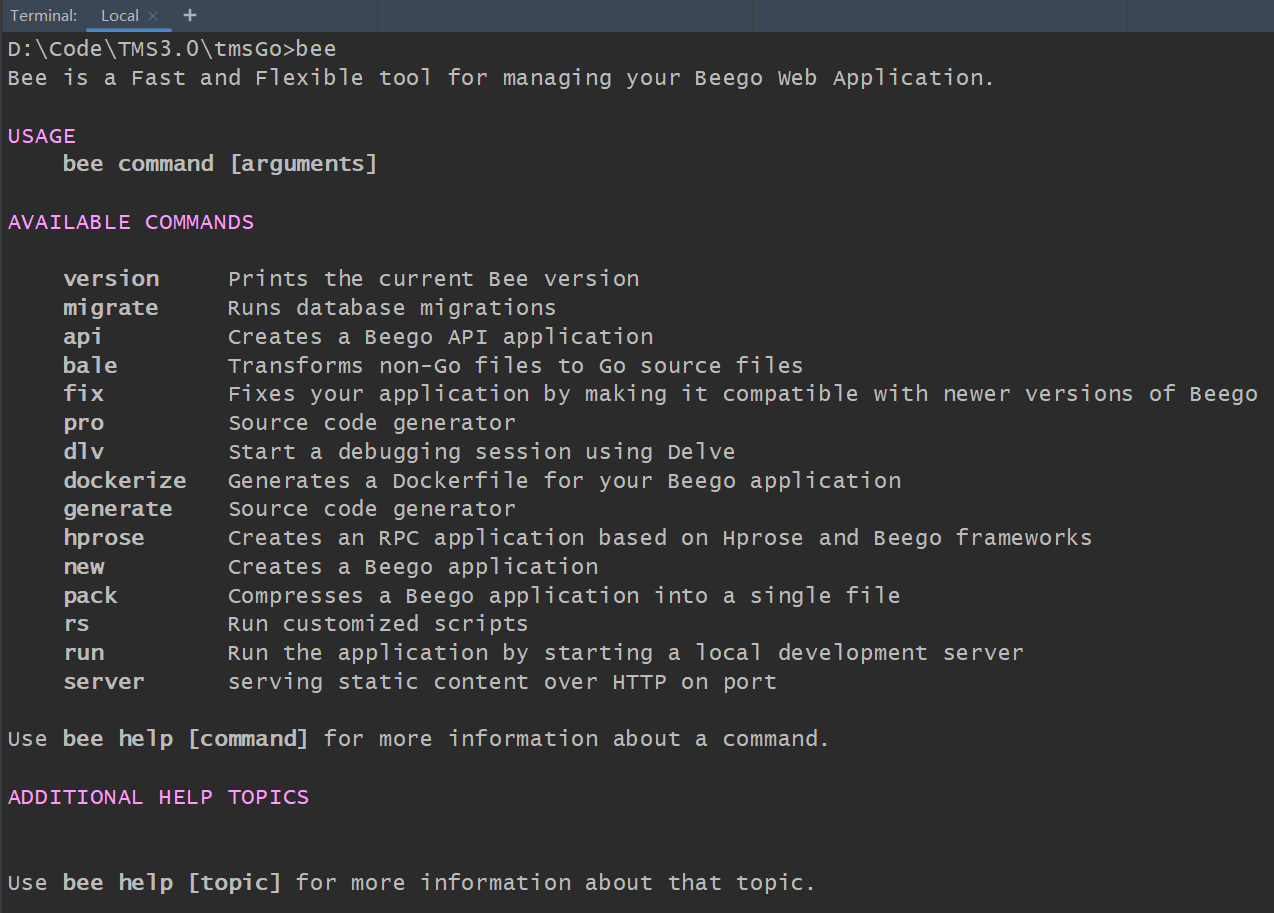 Terminal: Local × +
D:\Code\TMS3.0\tmsGo>bee
Bee is a Fast and Flexible tool for managing your Beego Web Application.
USAGE
bee command [arguments]
AVAILABLE COMMANDS
version Prints the current Bee version
migrate Runs database migrations
api Creates a Beego API application
bale Transforms non-Go files to Go source files
fix Fixes your application by making it compatible with newer versions of Beego
pro Source code generator
dlv Start a debugging session using Delve
dockerize Generates a Dockerfile for your Beego application
generate Source code generator
hprose Creates an RPC application based on Hprose and Beego frameworks
new Creates a Beego application
pack Compresses a Beego application into a single file
rs Run customized scripts
run Run the application by starting a local development server
server serving static content over HTTP on port
Use bee help [command] for more information about a command.
ADDITIONAL HELP TOPICS
Use bee help [topic] for more information about that topic.